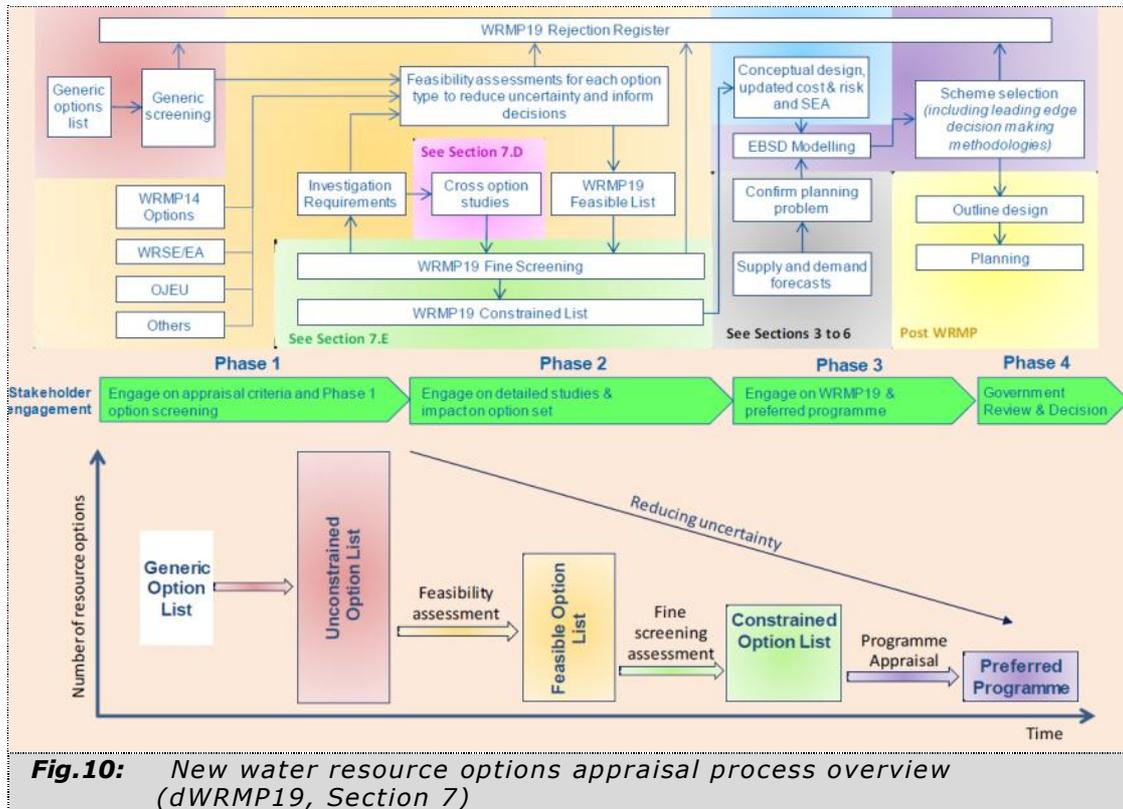 WRMP19 Rejection Register
Generic
options
list
Generic
screening
Feasibility assessments for each option
type to reduce uncertainty and inform
decisions
Conceptual design,
updated cost & risk
and SEA
Scheme selection
(including leading edge
decision making
methodologies)
See Section 7.D
EBSD Modelling
WRMP14
Options
Investigation
Requirements
Cross option
studies
WRMP19
Feasible List
Confirm planning
problem
Outline design
WRSE/EA
WRMP19 Fine Screening
Supply and demand
forecasts
Planning
OJEU
WRMP19 Constrained List
Others
See Section 7.E
See Sections 3 to 6
Post WRMP
Phase 1
Phase 2
Phase 3
Phase 4
Stakeholder
engagement
Engage on appraisal criteria and Phase 1
option screening
Engage on detailed studies &
impact on option set
Engage on WRMP19 &
preferred programme
Government
Review & Decision
Number of resource options
Generic
Option
List
Unconstrained
Option List
Feasibility
assessment
Feasible Option
List
Fine
screening
assessment
Constrained
Option List
Programme
Appraisal
Preferred
Programme
Reducing uncertainty
Time
Fig.10: New water resource options appraisal process overview
(dWRMP19, Section 7)